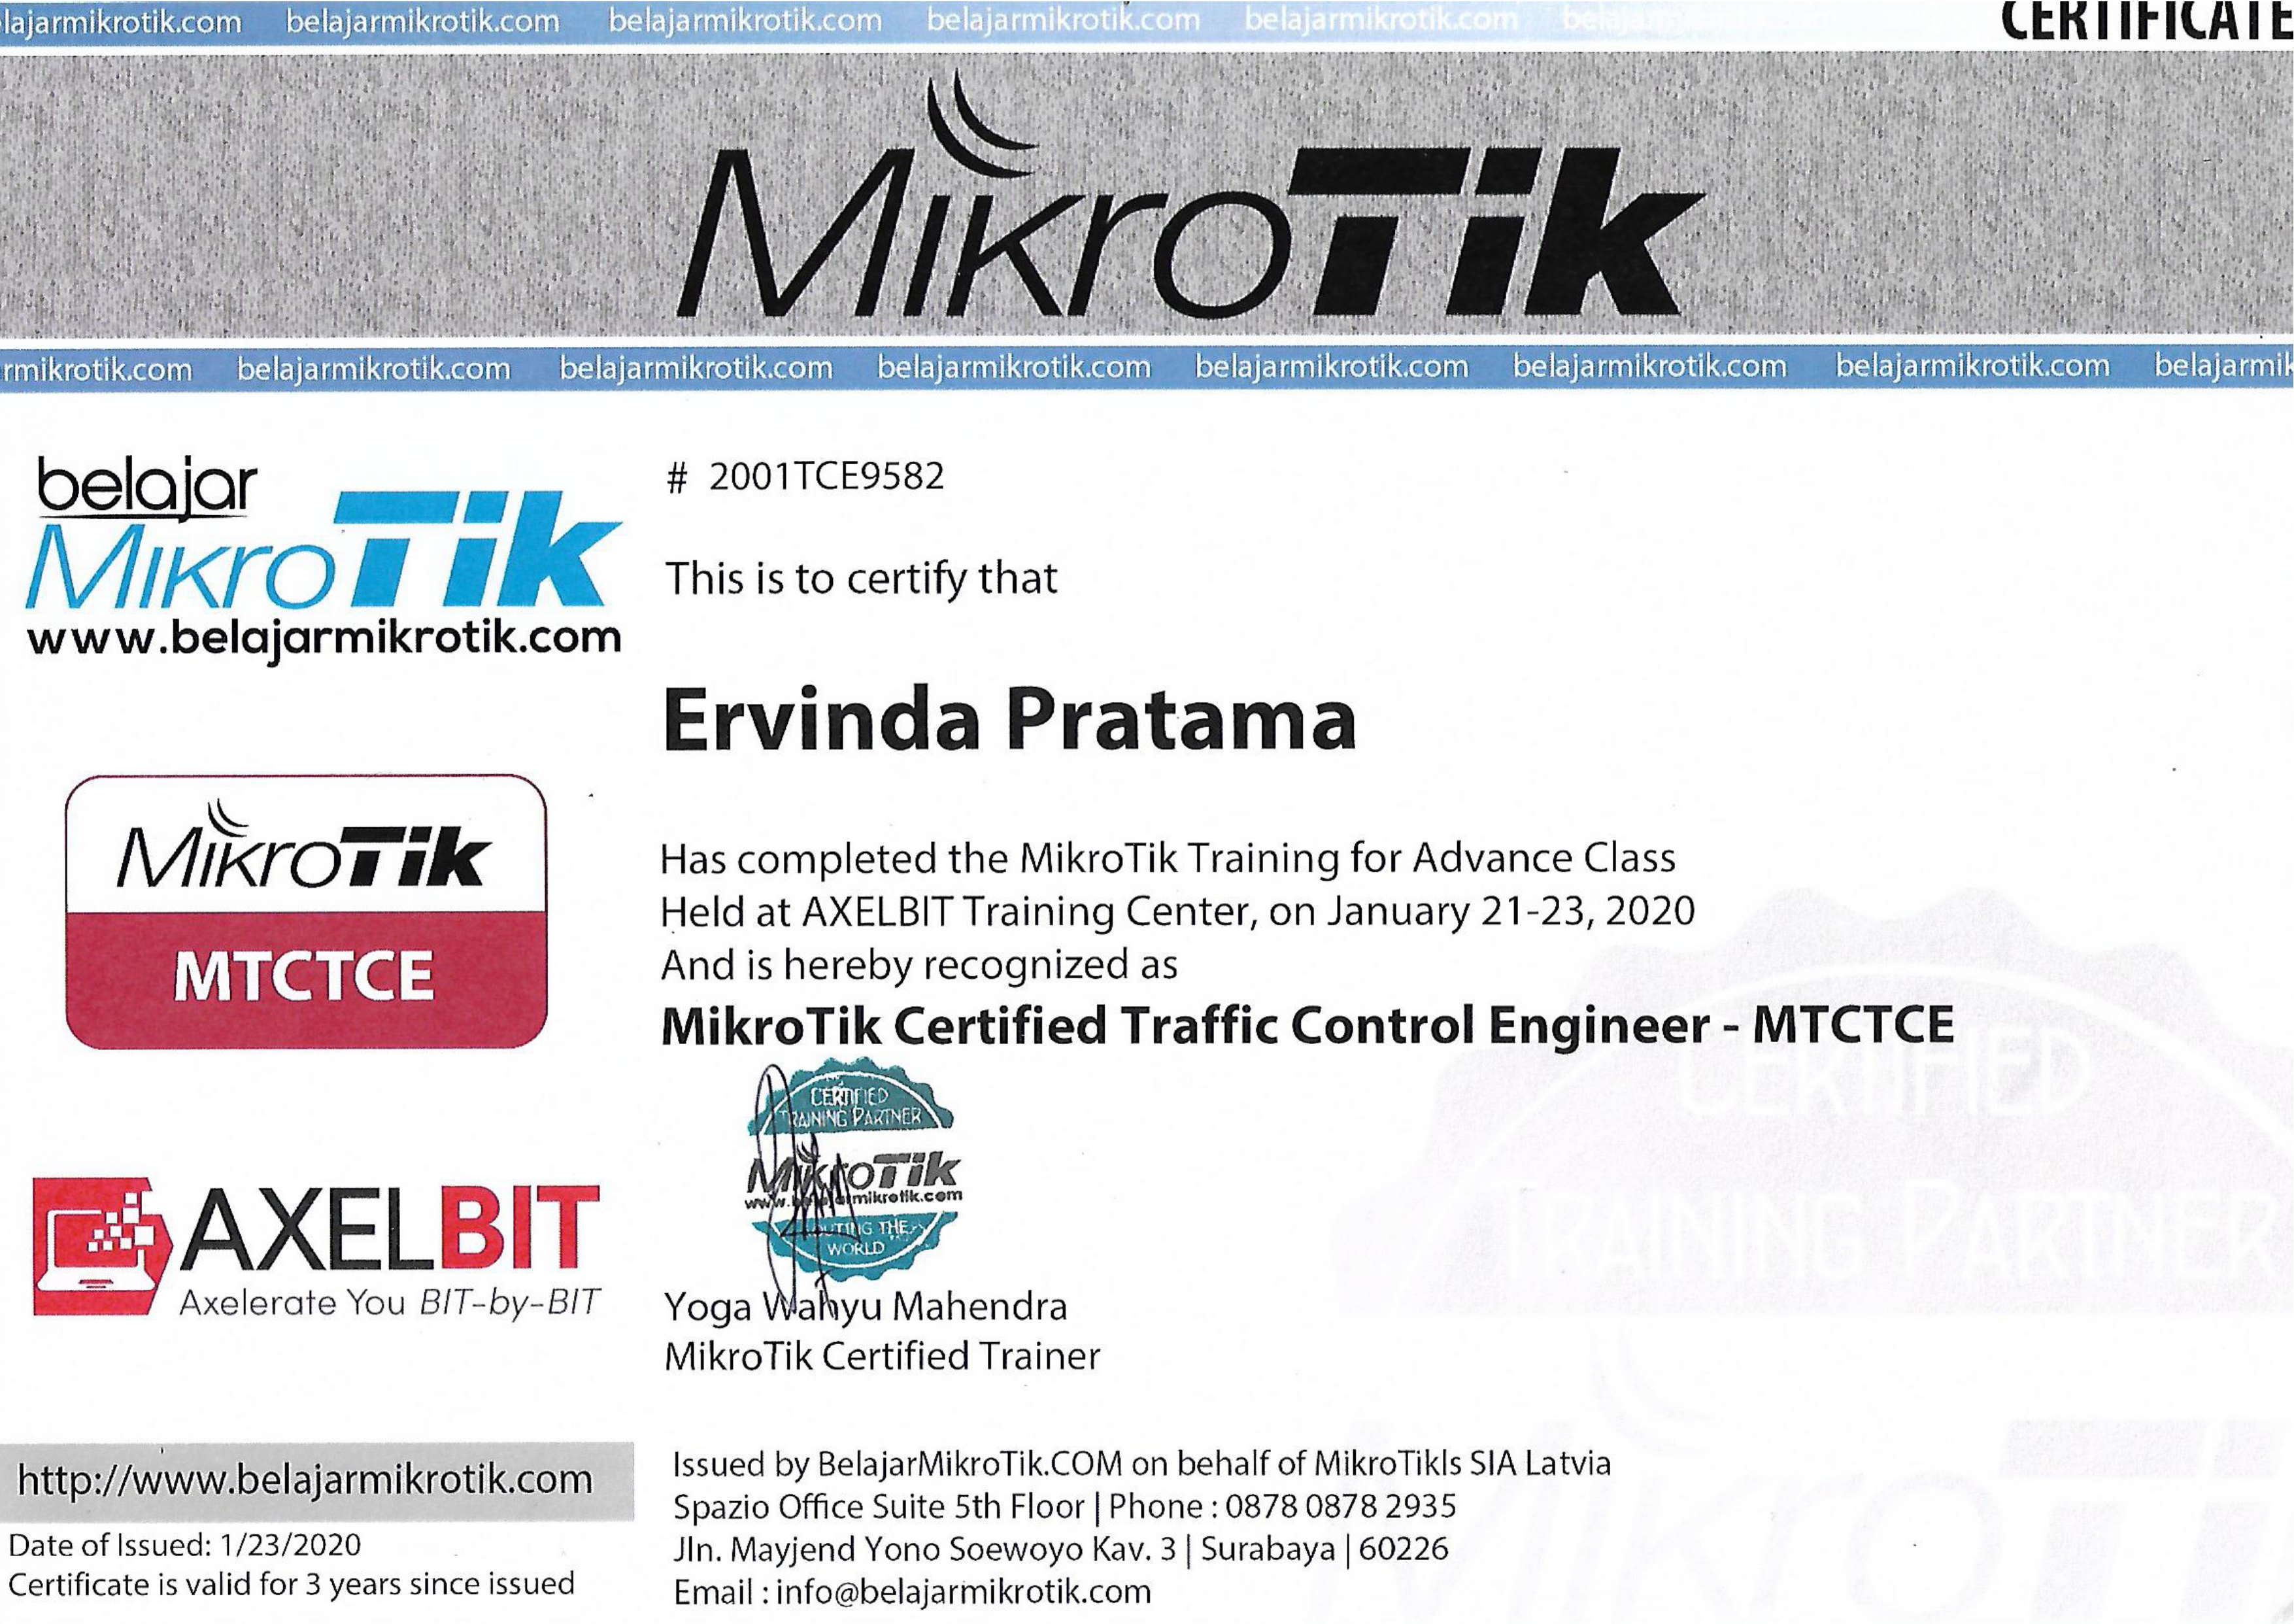 lajarmikrotik.com belajarmikrotik.com belajarmikrotik.com belajarmikrotik.com belajarmikrotik.com
CERTIFICATE
MikroTik
rmikrotik.com belajarmikrotik.com belajarmikrotik.com belajarmikrotik.com belajarmikrotik.com belajarmikrotik.com belajarmikrotik.com belajarmik
belajar
MikroTik
www.belajarmikrotik.com
# 2001TCE9582
This is to certify that
Ervinda Pratama
MikroTik
MTCTCE
Has completed the MikroTik Training for Advance Class
Held at AXELBIT Training Center, on January 21-23, 2020
And is hereby recognized as
MikroTik Certified Traffic Control Engineer - MTCTCE
CERTIFIED
TRAINING PARTNER
MikroTik
ROUTING THE
WORLD
CERTIFIED
AINING PARTNER
AXELBIT
Axelerate You BIT-by-BIT
Yoga Wahyu Mahendra
MikroTik Certified Trainer
http://www.belajarmikrotik.com
Date of Issued: 1/23/2020
Certificate is valid for 3 years since issued
Issued by BelajarMikroTik.COM on behalf of MikroTikls SIA Latvia
Spazio Office Suite 5th Floor | Phone : 0878 0878 2935
Jln. Mayjend Yono Soewoyo Kav. 3 | Surabaya | 60226
Email : info@belajarmikrotik.com